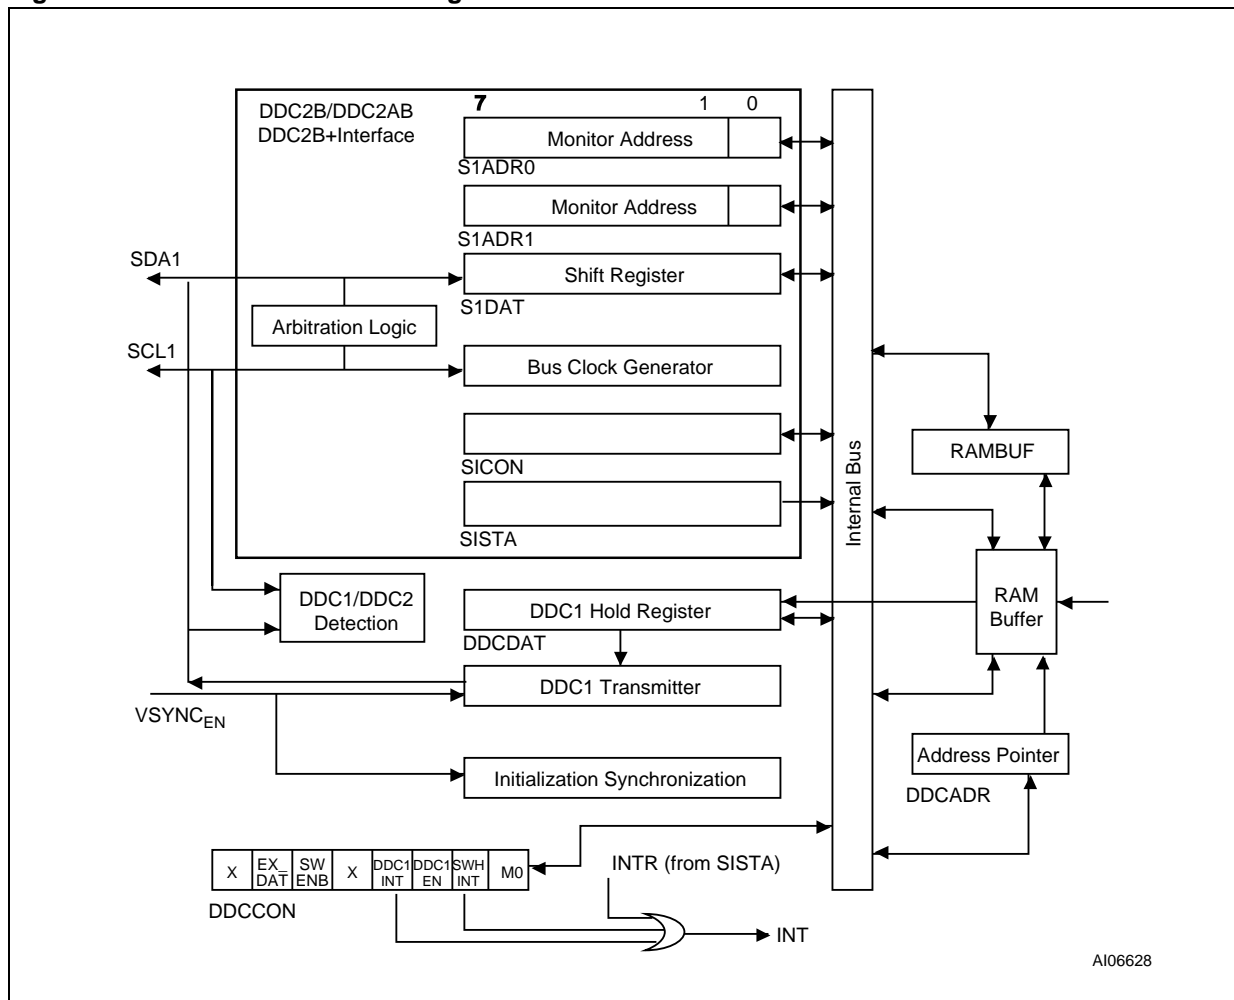 DDC2B/DDC2AB
DDC2B+Interface
7 1 0
Monitor Address
S1ADR0
Monitor Address
S1ADR1
SDA1
Shift Register
S1DAT
Arbitration Logic
SCL1
Bus Clock Generator
Internal Bus
RAMBUF
SICON
SISTA
DDC1/DDC2
Detection
DDC1 Hold Register
DDCDAT
RAM
Buffer
DDC1 Transmitter
VSYNCEN
Initialization Synchronization
Address Pointer
DDCADR
X EX_DAT SW ENB X DDC1 INT DDC1 EN SWH INT M0
DDCCON
INTR (from SISTA)
INT
AI06628